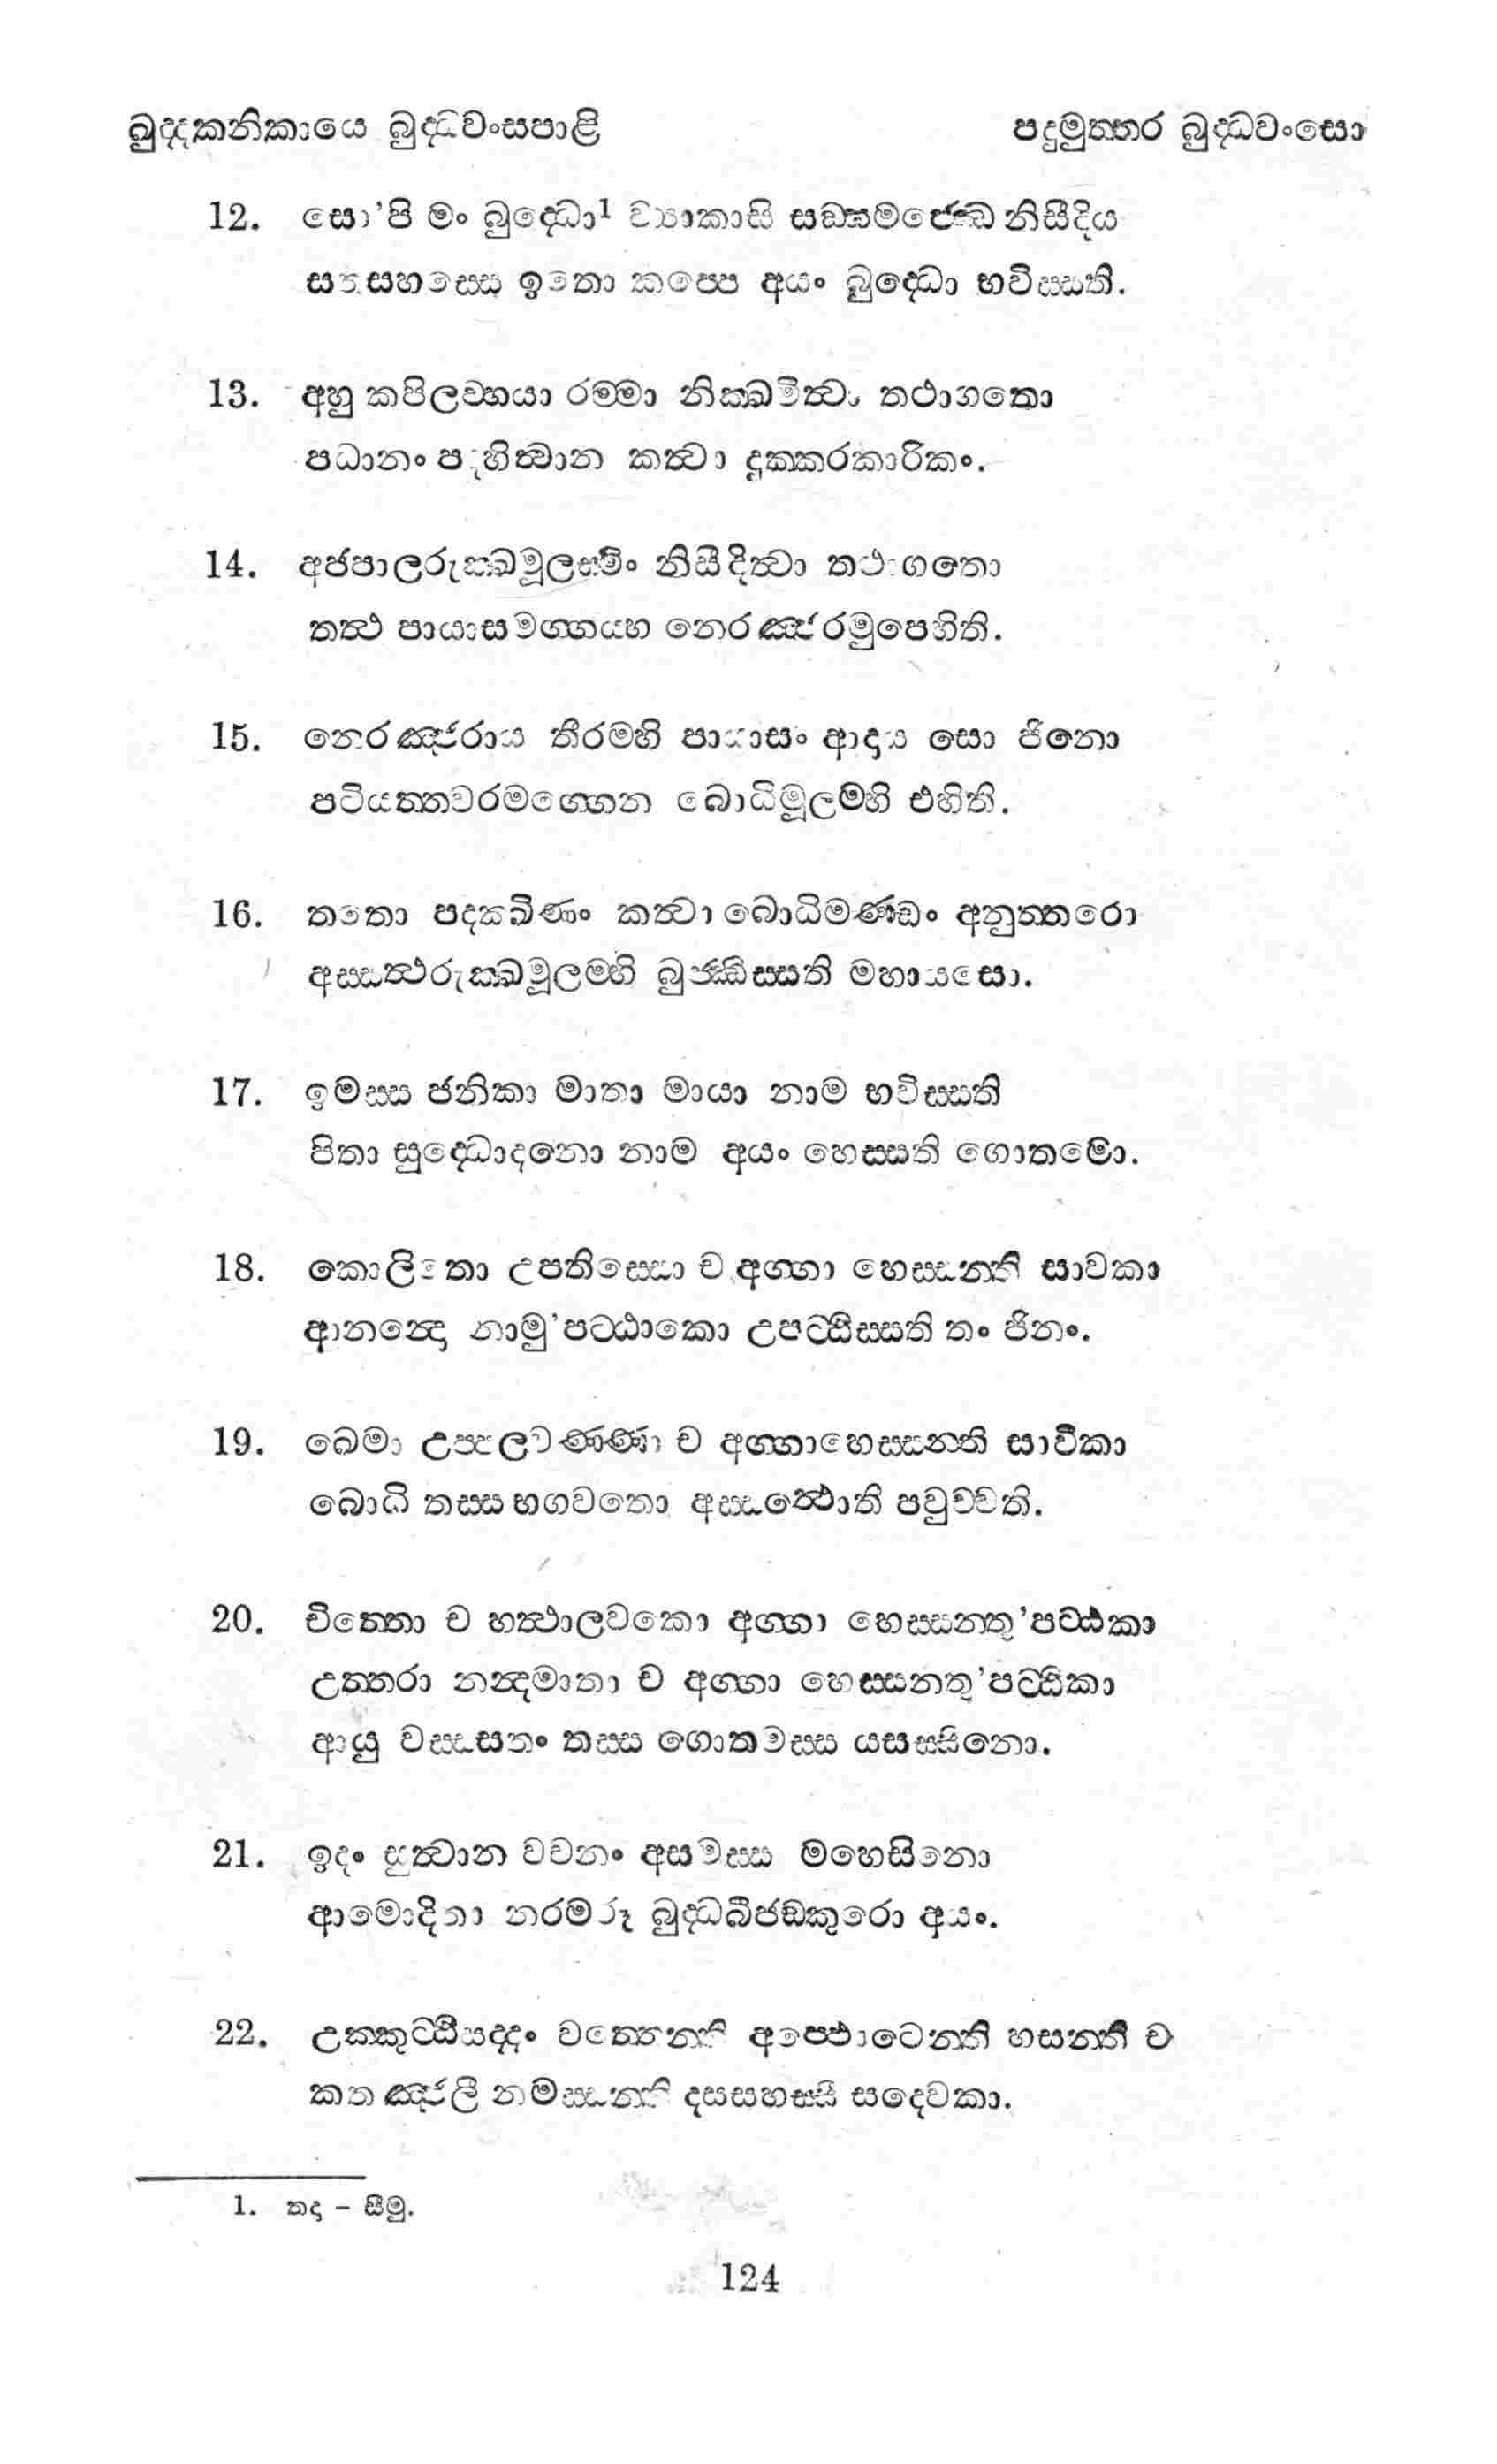 ඛුද්දකනිකායෙ බුද්ධවංසපාළි පදුමුත්තර බුද්ධවංසො
12. සො'පි මං බුද්ධො1 ව්‍යාකාසි සඞ්ඝමජ්ඣෙ නිසීදිය
සතසහස්සෙ ඉතො කප්පෙ අයං බුද්ධො භවිස්සති.
13. අහු කපිලව්හයා රම්මා නික්ඛමිත්වා තථාගතො
පධානං පදහිත්වාන කත්වා දුක්කරකාරිකං.
14. අජපාලරුක්ඛමූලස්මිං නිසීදිත්වා තථාගතො
තත්ථ පායාසමග්ගය්හ නෙරඤ්ජරමුපෙහිති.
15. නෙරඤ්ජරාය තීරම්හි පායාසං ආදාය සො ජිනො
පටියත්තවරමග්ගෙන බොධිමූලම්හි එහිති.
16. තතො පදක්ඛිණං කත්වා බොධිමණ්ඩං අනුත්තරො
අස්සත්ථරුක්ඛමූලම්හි බුජ්ඣිස්සති මහායසො.
17. ඉමස්ස ජනිකා මාතා මායා නාම භවිස්සති
පිතා සුද්ධොදනො නාම අයං හෙස්සති ගොතමො.
18. කොලිතො උපතිස්සො ච අග්ගා හෙස්සන්ති සාවකා
ආනන්දො නාමු'පට්ඨාකො උපට්ඨිස්සති තං ජිනං.
19. ඛෙමා උප්පලවණ්ණා ච අග්ගා හෙස්සන්ති සාවිකා
බොධි තස්ස භගවතො අස්සත්ථොති පවුච්චති.
20. චිත්තො ච හත්ථාලවකො අග්ගා හෙස්සන්තු'පට්ඨකා
උත්තරා නන්දමාතා ච අග්ගා හෙස්සන්තු'පට්ඨිකා
ආයු වස්සසතං තස්ස ගොතමස්ස යසස්සිනො.
21. ඉදං සුත්වාන වචනං අසමස්ස මහෙසිනො
ආමොදිතා නරමරූ බුද්ධබීජඞ්කුරො අයං.
22. උක්කුට්ඨිසද්දං වත්තෙන්ති අප්ඵොටෙන්ති හසන්ති ච
කතඤ්ජලී නමස්සන්ති දසසහස්සී සදෙවකා.
1. තදා – සීමු.
124